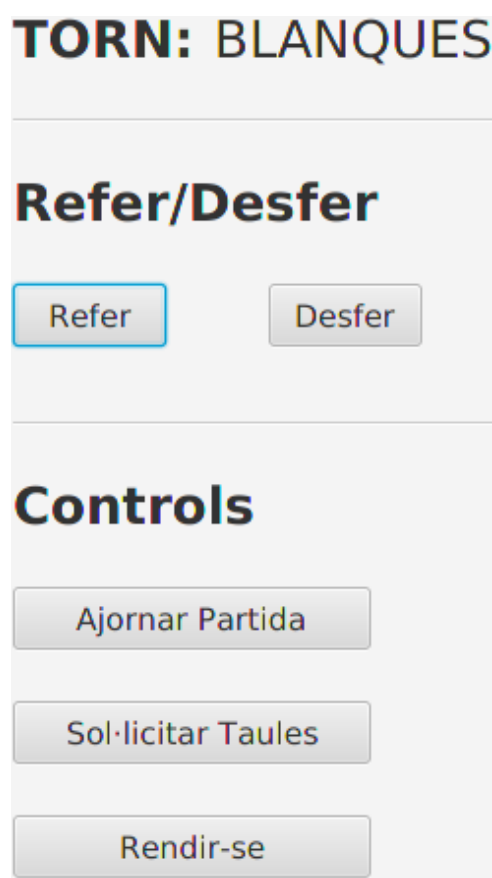 TORN: BLANQUES
Refer/Desfer
Refer Desfer
Controls
Ajornar Partida
Sol·licitar Taules
Rendir-se